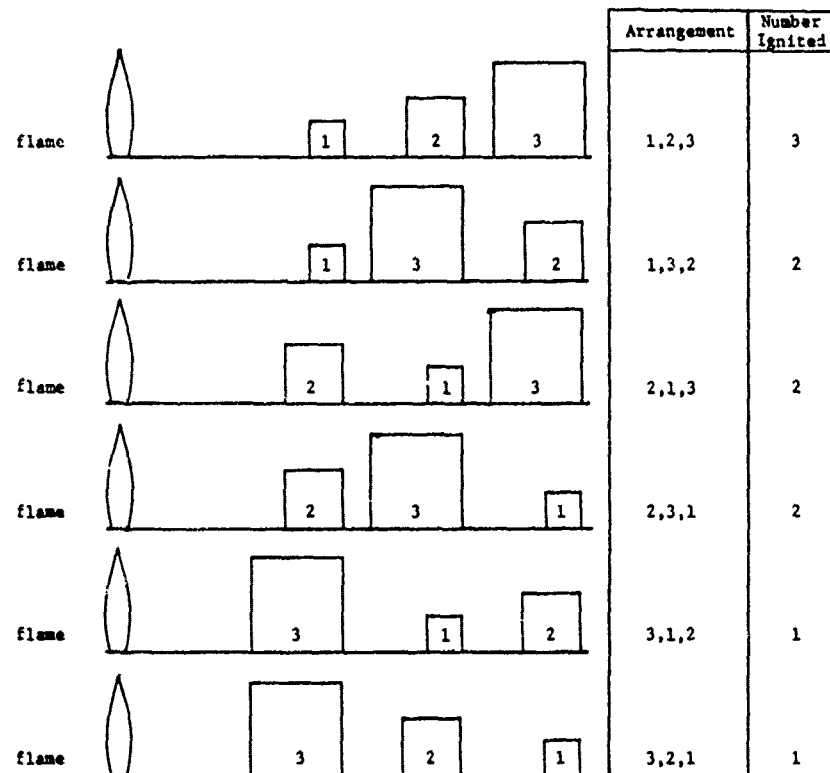 Arrangement Number
Ignited
flamc 1 2 3 1,2,3 3
flame 1 3 2 1,3,2 2
flame 2 1 3 2,1,3 2
flame 2 3 1 2,3,1 2
flame 3 1 2 3,1,2 1
flame 3 2 1 3,2,1 1